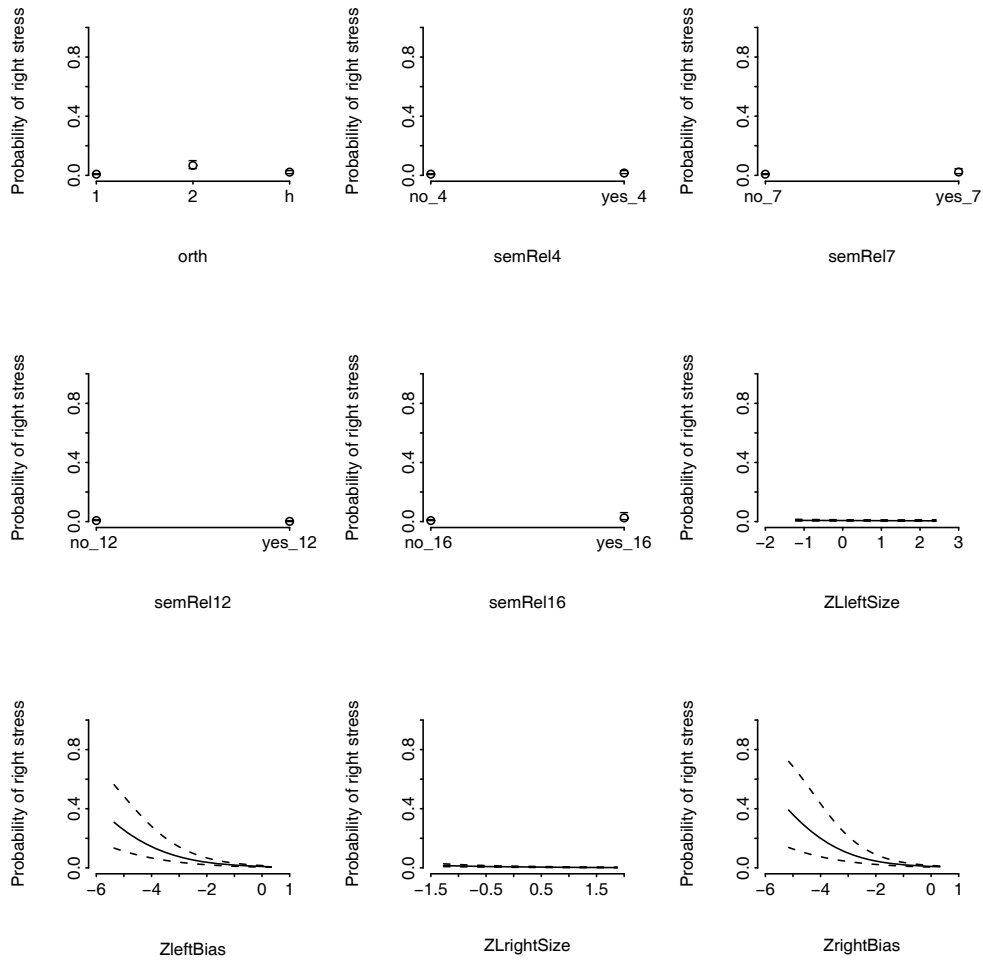 Probability of right stress
0.0 0.4 0.8
1 2 h
orth
Probability of right stress
0.0 0.4 0.8
no_4 yes_4
semRel4
Probability of right stress
0.0 0.4 0.8
no_7 yes_7
semRel7
Probability of right stress
0.0 0.4 0.8
no_12 yes_12
semRel12
Probability of right stress
0.0 0.4 0.8
no_16 yes_16
semRel16
Probability of right stress
0.0 0.4 0.8
−2 −1 0 1 2 3
ZLleftSize
Probability of right stress
0.0 0.4 0.8
−6 −4 −2 0 1
ZleftBias
Probability of right stress
0.0 0.4 0.8
−1.5 −0.5 0.5 1.5
ZLrightSize
Probability of right stress
0.0 0.4 0.8
−6 −4 −2 0 1
ZrightBias